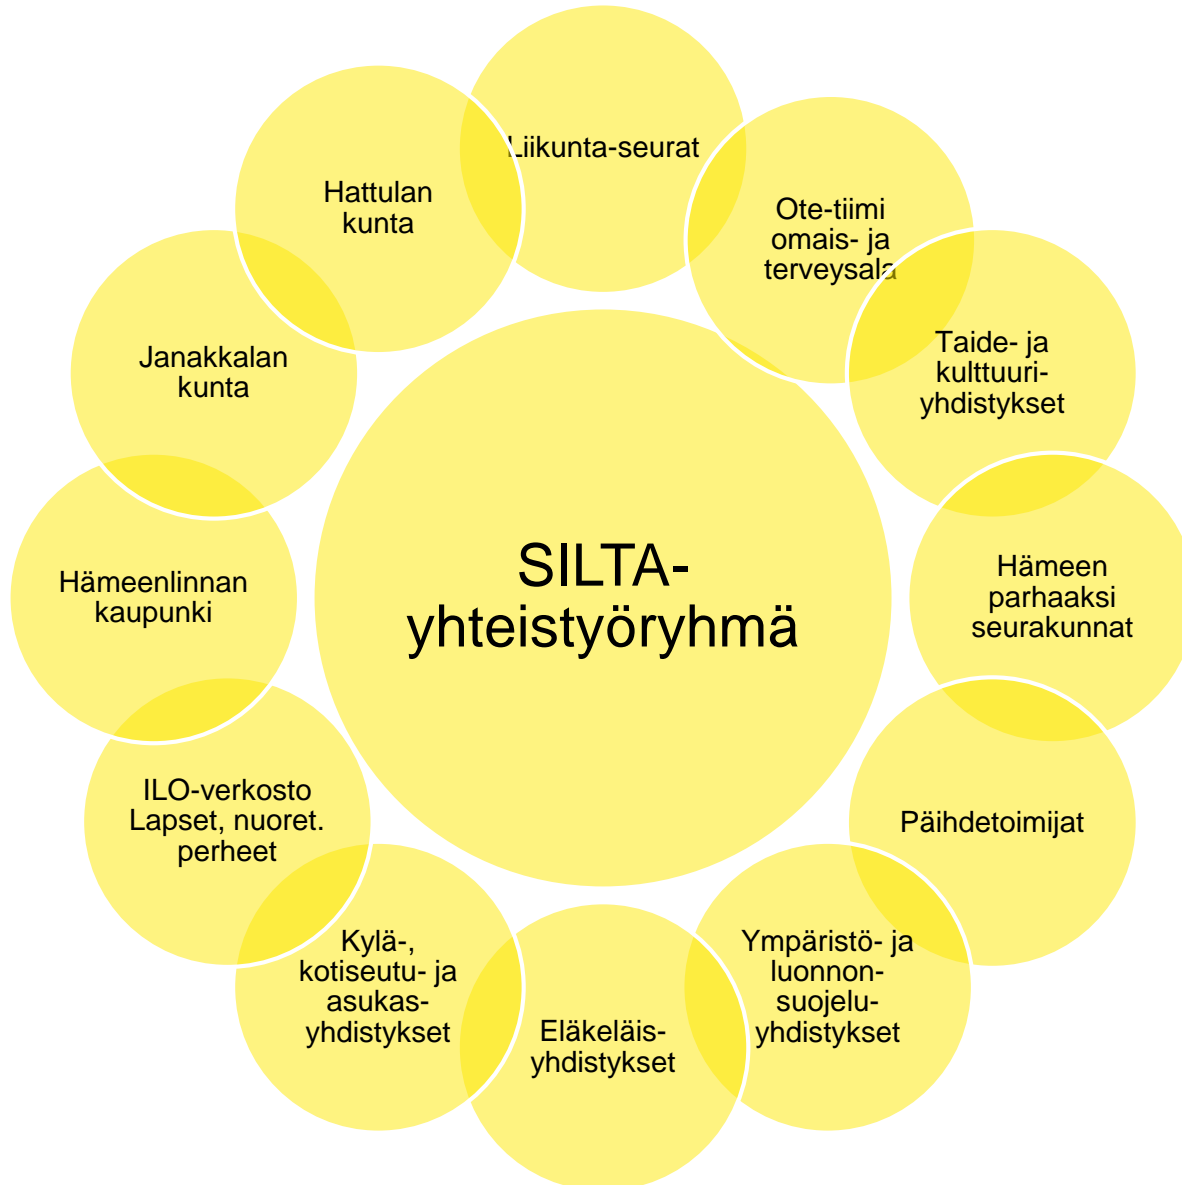 SILTA-
yhteistyöryhmä
Liikunta-seurat
Ote-tiimi
omais- ja
terveysala
Taide- ja
kulttuuri-
yhdistykset
Hämeen
parhaaksi
seurakunnat
Päihdetoimijat
Ympäristö- ja
luonnon-
suojelu-
yhdistykset
Eläkeläis-
yhdistykset
Kylä-,
kotiseutu- ja
asukas-
yhdistykset
ILO-verkosto
Lapset, nuoret.
perheet
Hämeenlinnan
kaupunki
Janakkalan
kunta
Hattulan
kunta